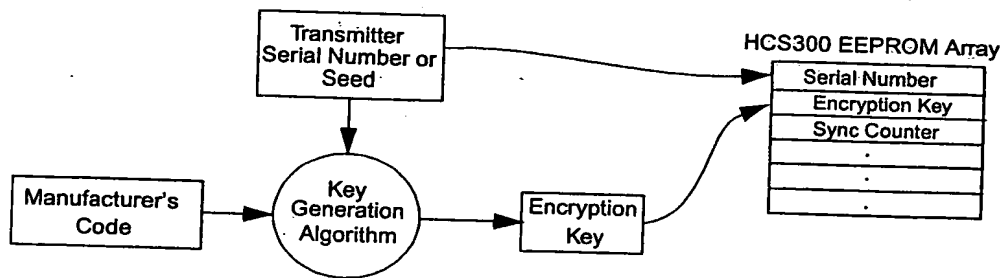 Transmitter
Serial Number or
Seed
HCS300 EEPROM Array
Serial Number
Encryption Key
Sync Counter
.
.
.
Manufacturer's
Code
Key
Generation
Algorithm
Encryption
Key